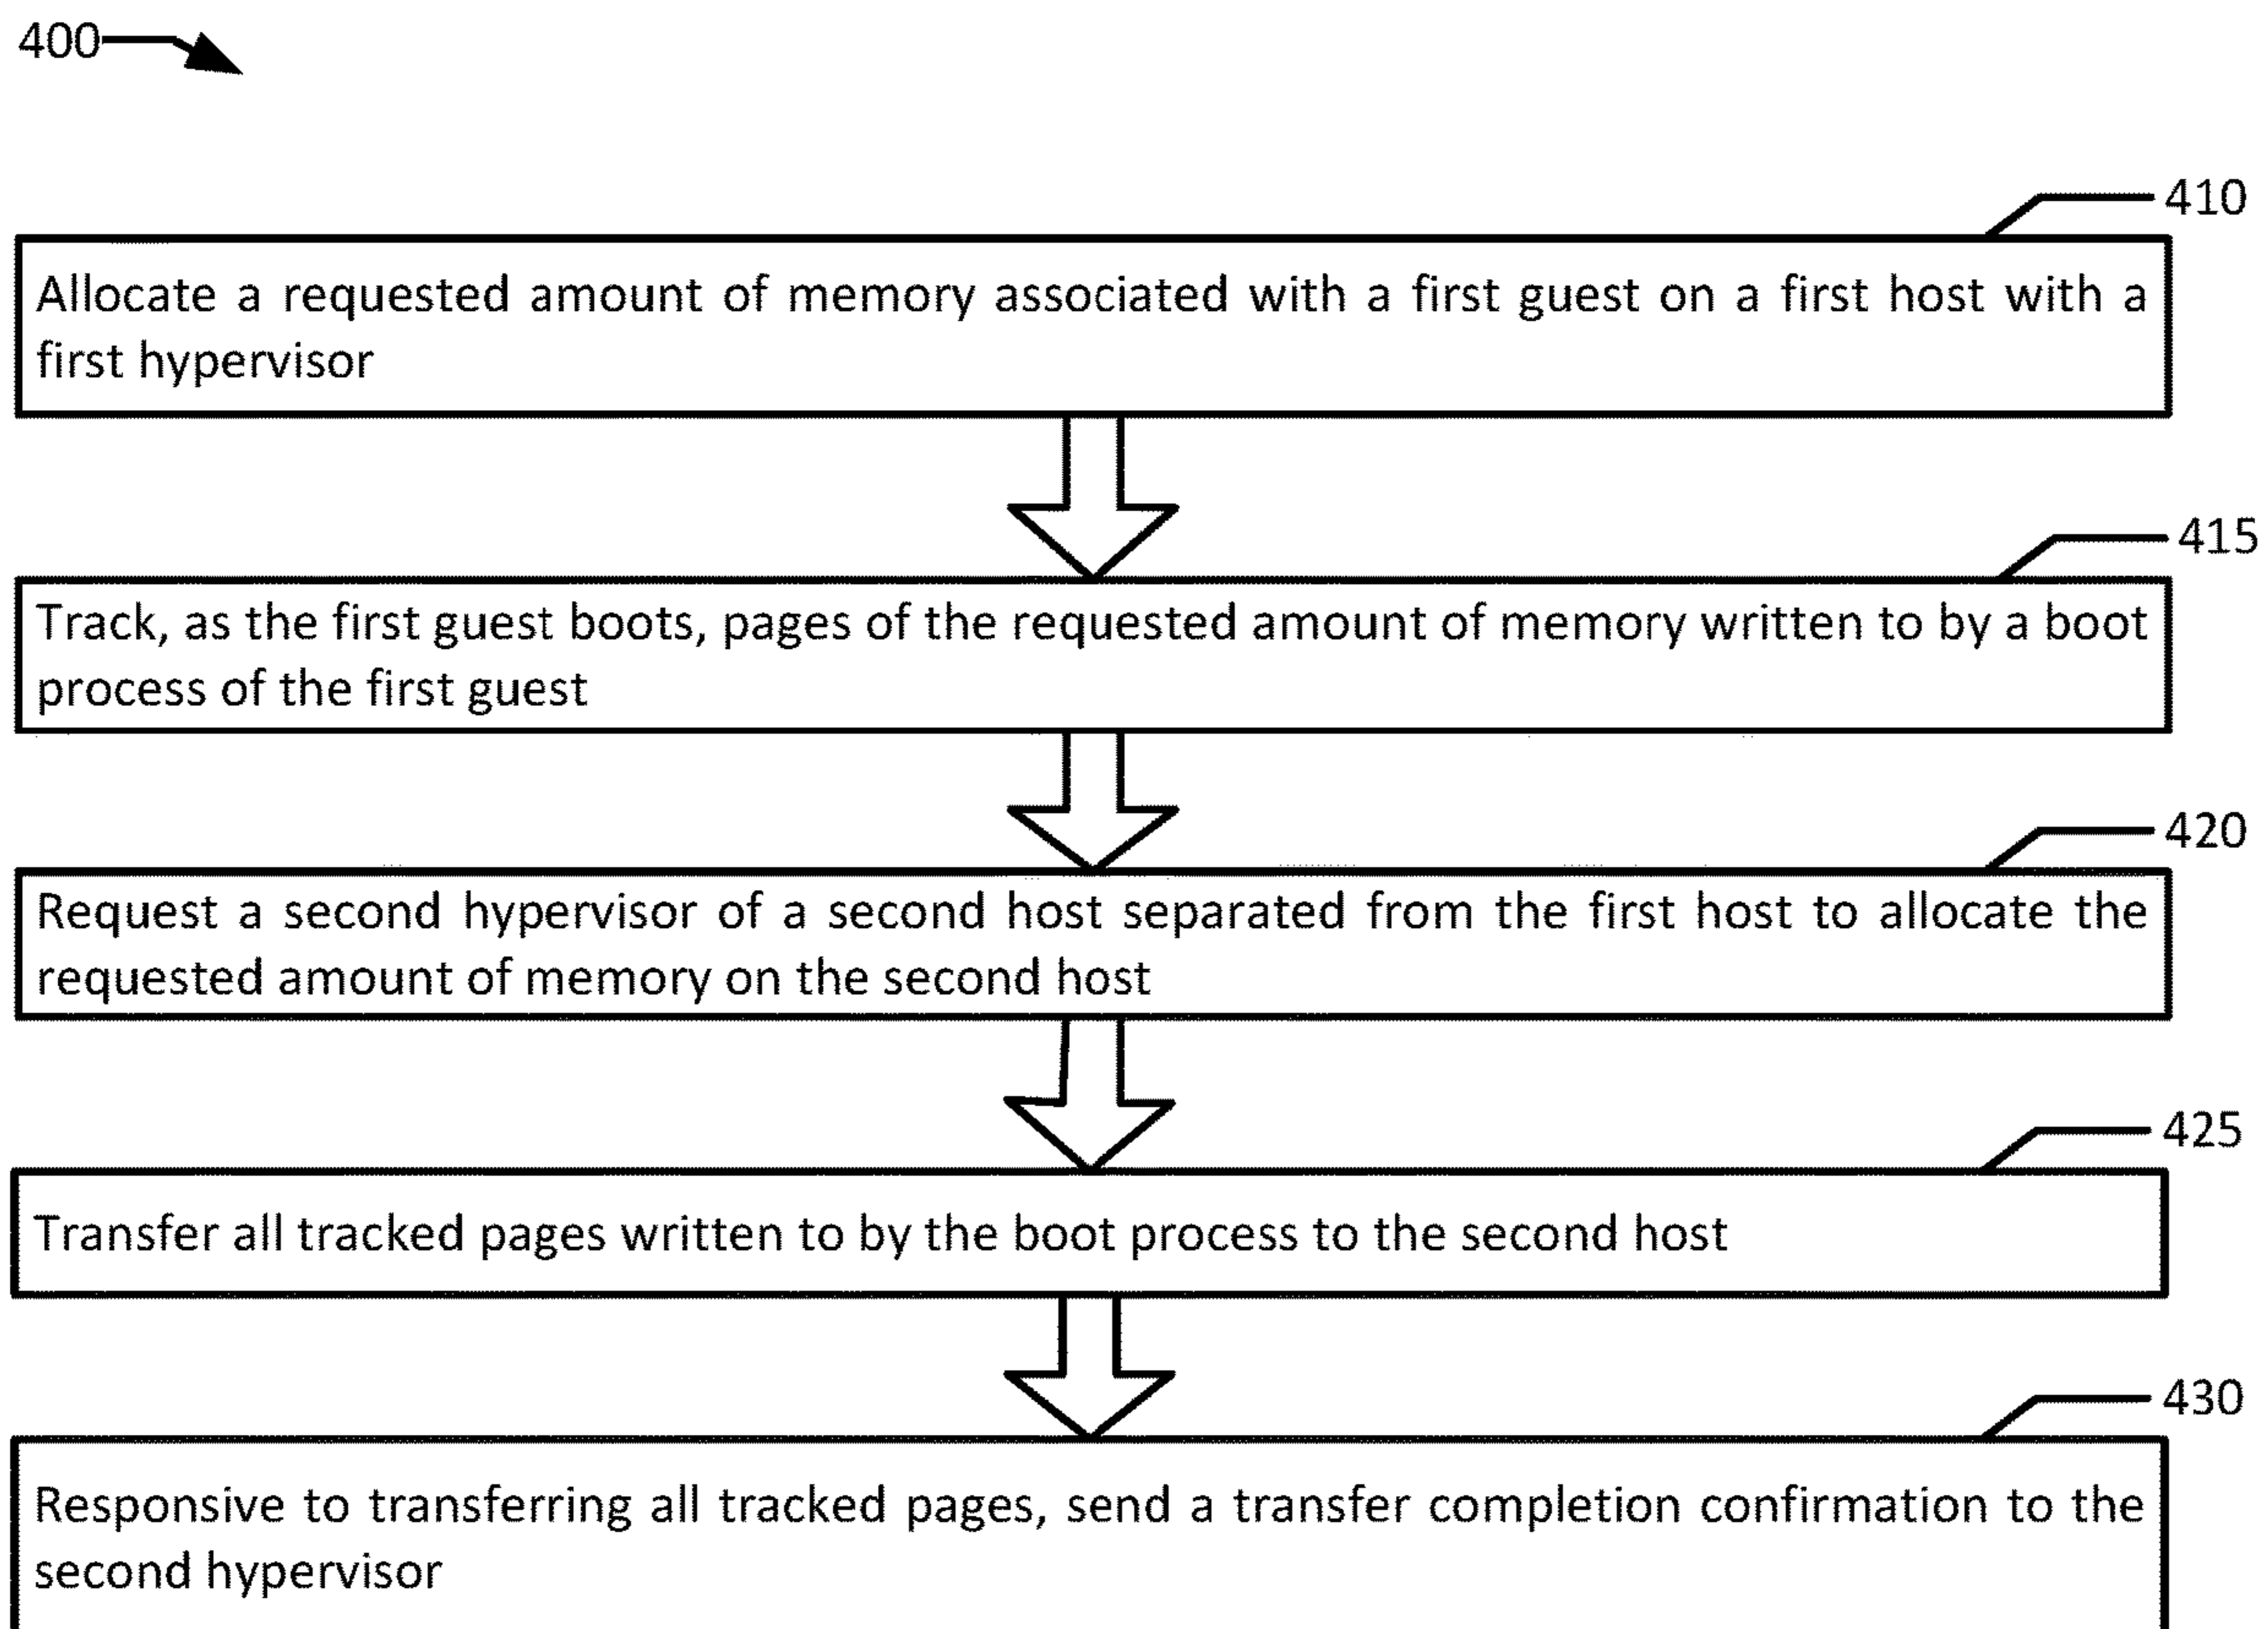 400
410
Allocate a requested amount of memory associated with a first guest on a first host with a
first hypervisor
415
Track, as the first guest boots, pages of the requested amount of memory written to by a boot
process of the first guest
420
Request a second hypervisor of a second host separated from the first host to allocate the
requested amount of memory on the second host
425
Transfer all tracked pages written to by the boot process to the second host
430
Responsive to transferring all tracked pages, send a transfer completion confirmation to the
second hypervisor